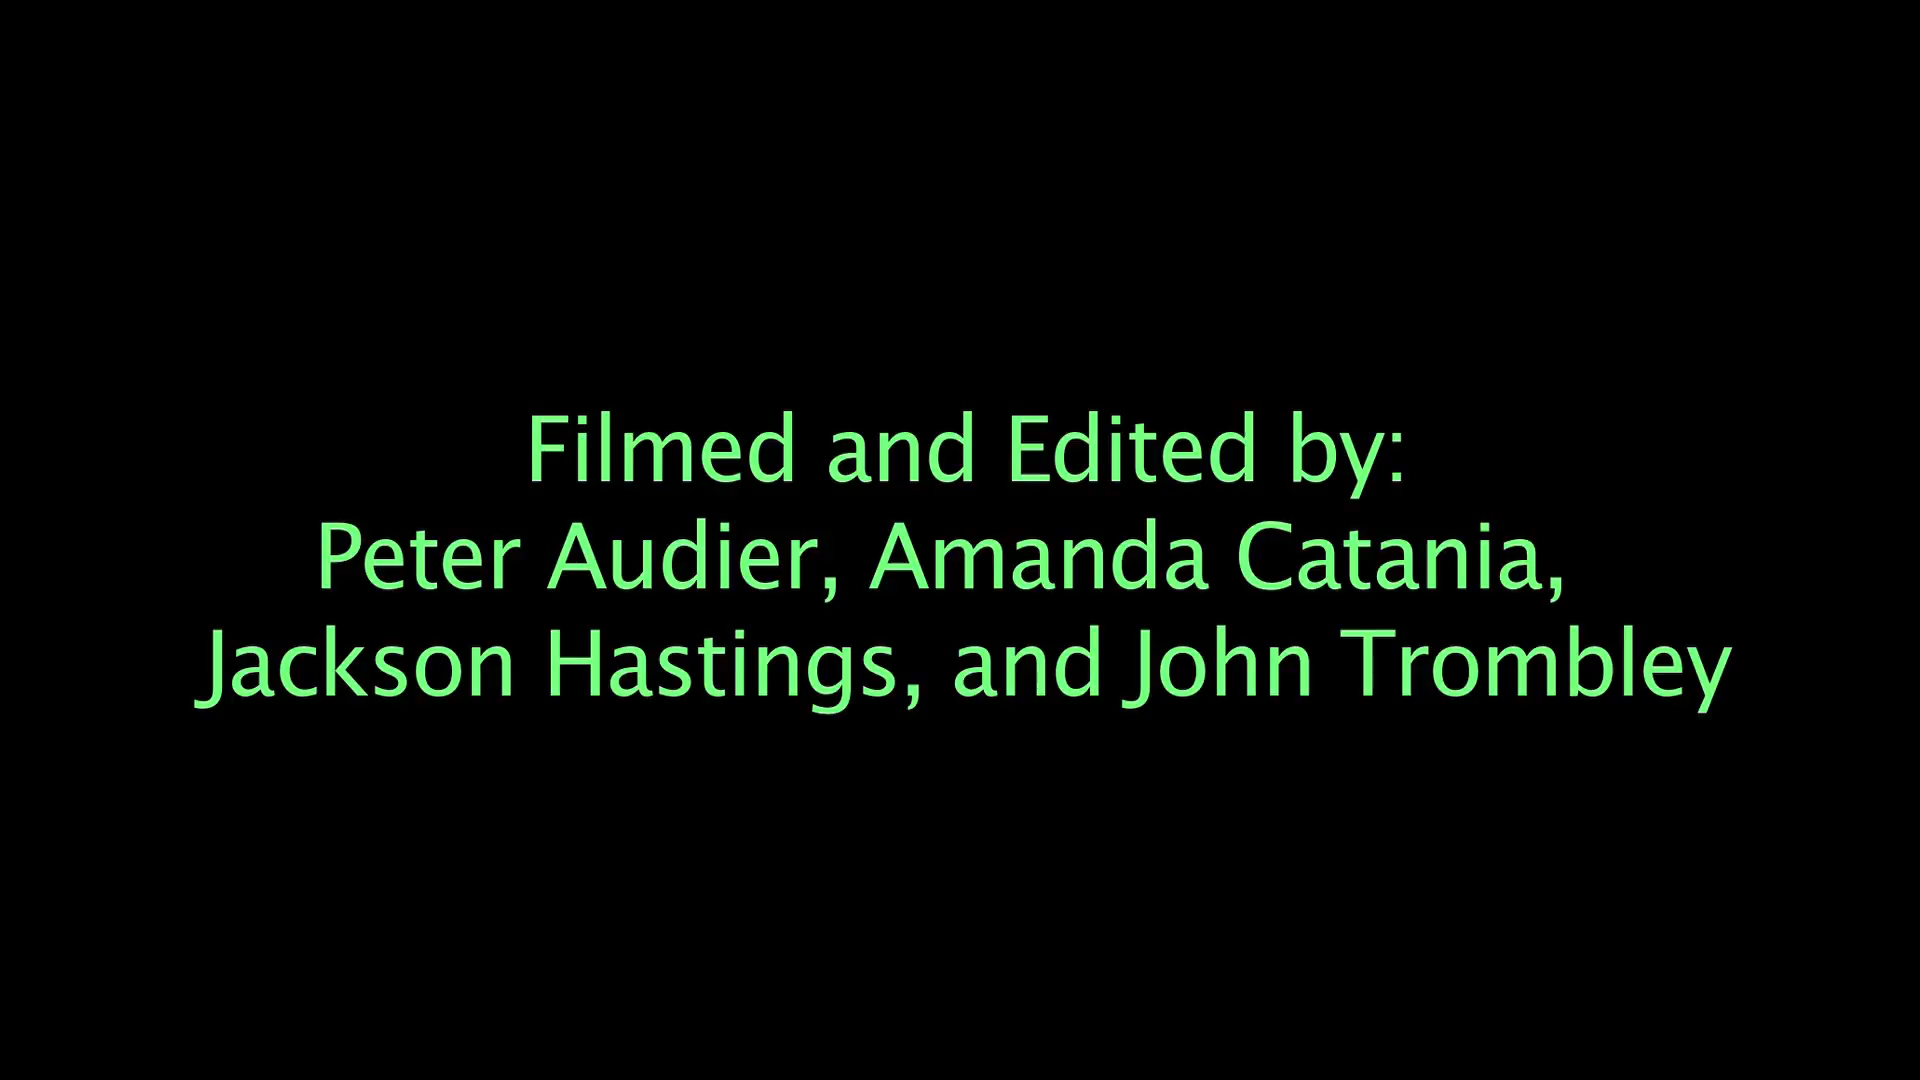 Filmed and Edited by:
Peter Audier, Amanda Catania,
Jackson Hastings, and John Trombley